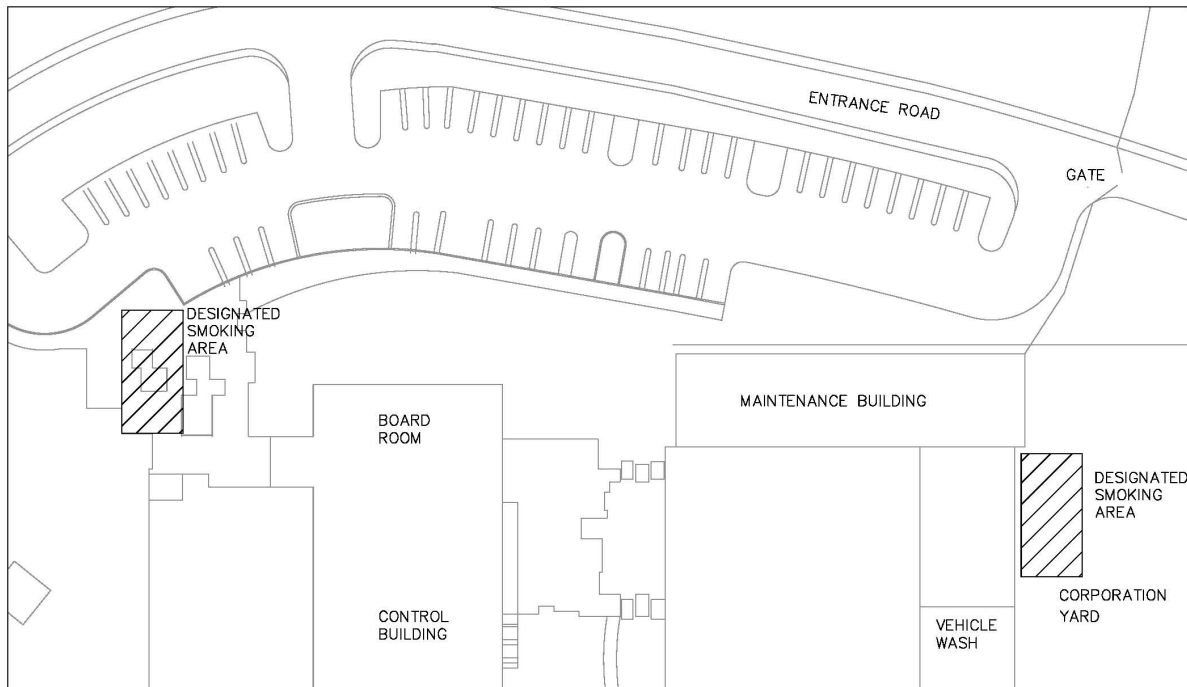 ENTRANCE ROAD
GATE
DESIGNATED
SMOKING
AREA
MAINTENANCE BUILDING
BOARD
ROOM
DESIGNATED
SMOKING
AREA
CORPORATION
YARD
CONTROL
BUILDING
VEHICLE
WASH